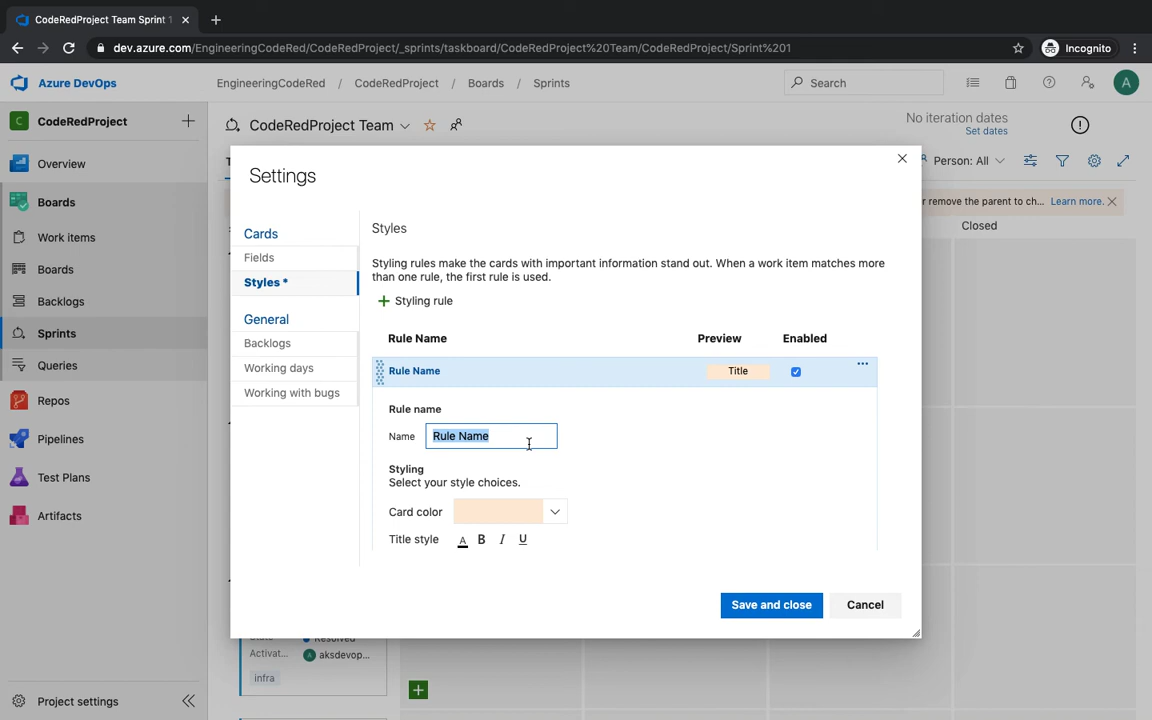 CodeRedProject Team Sprint 1
dev.azure.com/EngineeringCodeRed/CodeRedProject/_sprints/taskboard/CodeRedProject%20Team/CodeRedProject/Sprint%201
Incognito
Azure DevOps
EngineeringCodeRed / CodeRedProject / Boards / Sprints
Search
A
C CodeRedProject
CodeRedProject Team
No iteration dates
Set dates
Overview
Boards
Work items
Boards
Backlogs
Sprints
Queries
Repos
Pipelines
Test Plans
Artifacts
Project settings
Person: All
r remove the parent to ch... Learn more.
Closed
Settings
Cards
Fields
Styles *
General
Backlogs
Working days
Working with bugs
Styles
Styling rules make the cards with important information stand out. When a work item matches more
than one rule, the first rule is used.
Styling rule
Rule Name Preview Enabled
Rule Name Title ...
Rule name
Name Rule Name
Styling
Select your style choices.
Card color
Title style A B I U
Save and close Cancel
Resolved
Activat... A aksdevop...
infra